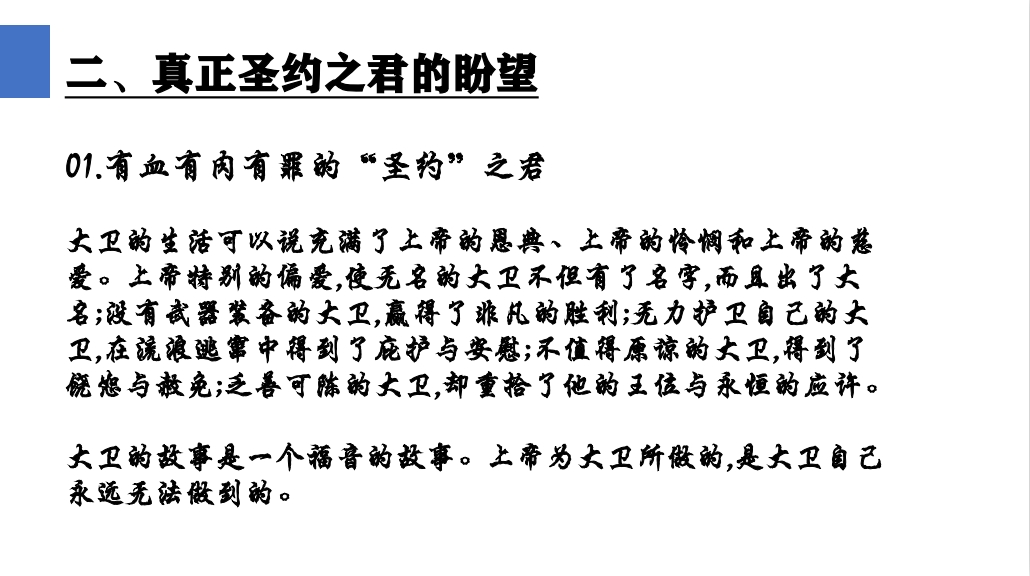 二、真正圣约之君的盼望
01.有血有肉有罪的“圣约”之君
大卫的生活可以说充满了上帝的恩典、上帝的怜悯和上帝的慈
爱。上帝特别的偏爱,使无名的大卫不但有了名字,而且出了大
名;没有武器装备的大卫,赢得了非凡的胜利;无力护卫自己的大
卫,在流浪逃窜中得到了庇护与安慰;不值得原谅的大卫,得到了
饶恕与赦免;乏善可陈的大卫,却重拾了他的王位与永恒的应许。
大卫的故事是一个福音的故事。上帝为大卫所做的,是大卫自己
永远无法做到的。